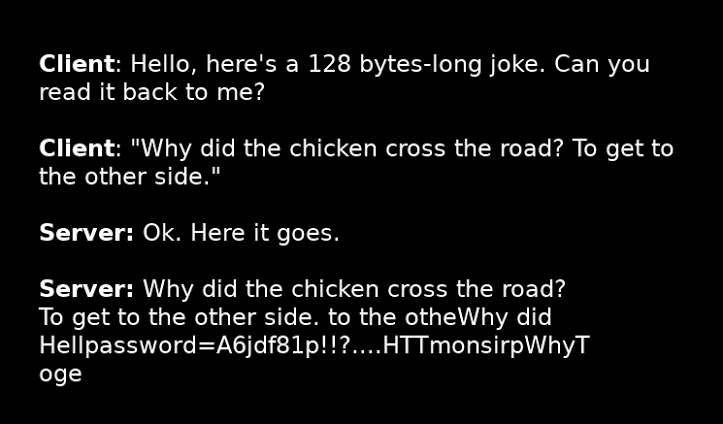 Client: Hello, here's a 128 bytes-long joke. Can you
read it back to me?
Client: "Why did the chicken cross the road? To get to
the other side."
Server: Ok. Here it goes.
Server: Why did the chicken cross the road?
To get to the other side. to the otheWhy did
Hellpassword=A6jdf81p!!?....HTTmonsirpWhyT
oge